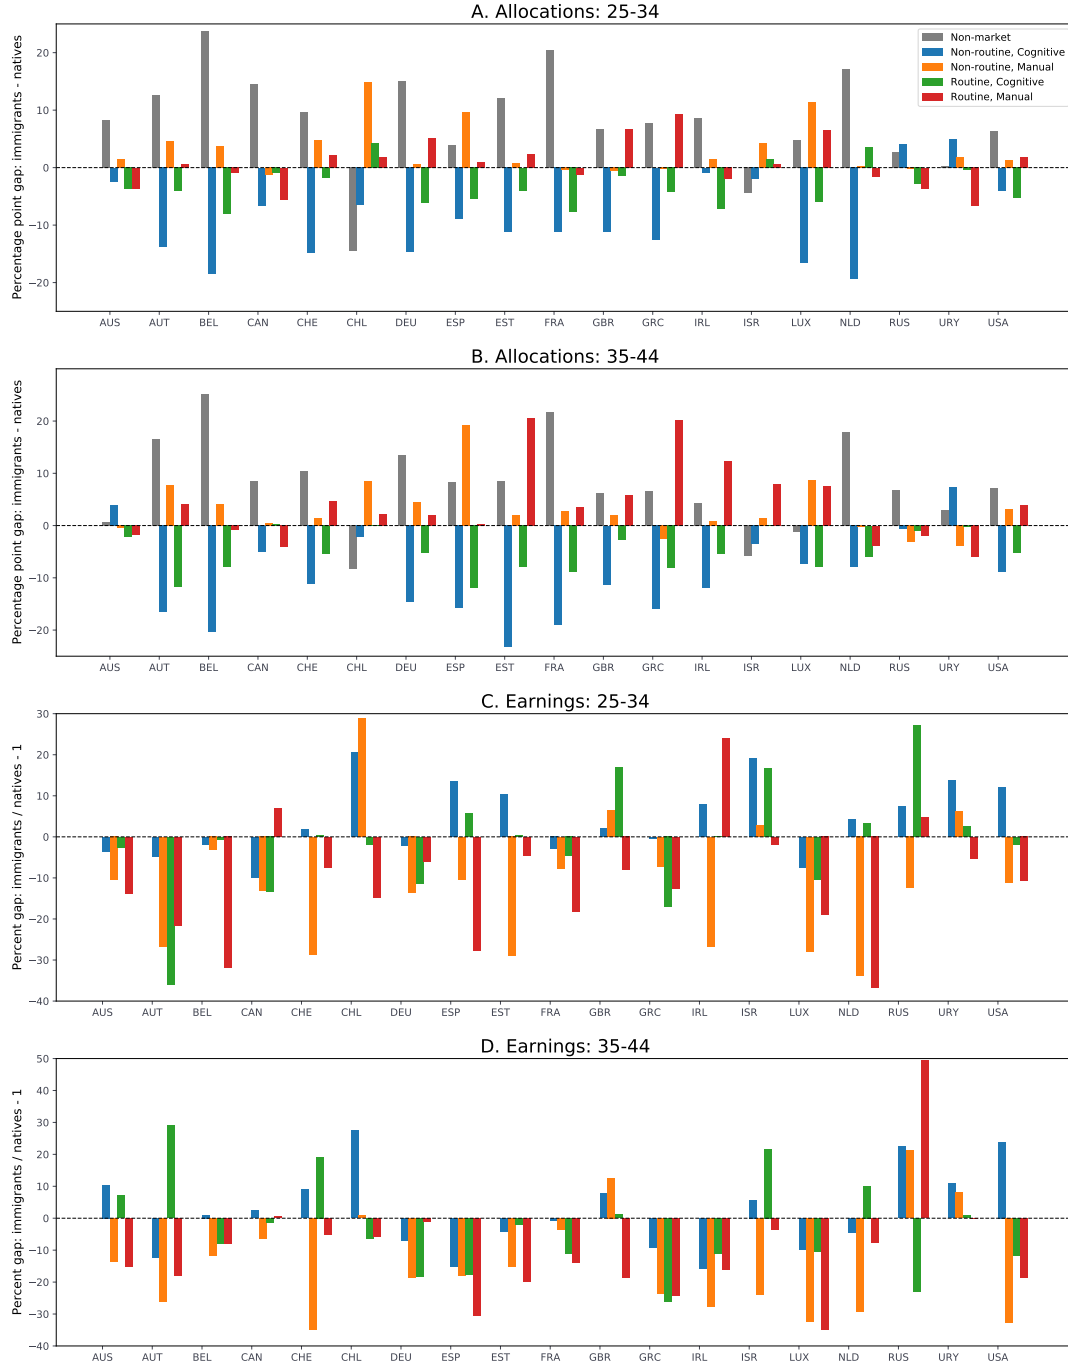 A. Allocations: 25-34
Percentage point gap: immigrants - natives
20
10
0
−10
−20
Non-market
Non-routine, Cognitive
Non-routine, Manual
Routine, Cognitive
Routine, Manual
AUS AUT BEL CAN CHE CHL DEU ESP EST FRA GBR GRC IRL ISR LUX NLD RUS URY USA
B. Allocations: 35-44
Percentage point gap: immigrants - natives
20
10
0
−10
−20
AUS AUT BEL CAN CHE CHL DEU ESP EST FRA GBR GRC IRL ISR LUX NLD RUS URY USA
C. Earnings: 25-34
Percent gap: immigrants / natives - 1
30
20
10
0
−10
−20
−30
−40
AUS AUT BEL CAN CHE CHL DEU ESP EST FRA GBR GRC IRL ISR LUX NLD RUS URY USA
D. Earnings: 35-44
Percent gap: immigrants / natives - 1
50
40
30
20
10
0
−10
−20
−30
−40
AUS AUT BEL CAN CHE CHL DEU ESP EST FRA GBR GRC IRL ISR LUX NLD RUS URY USA